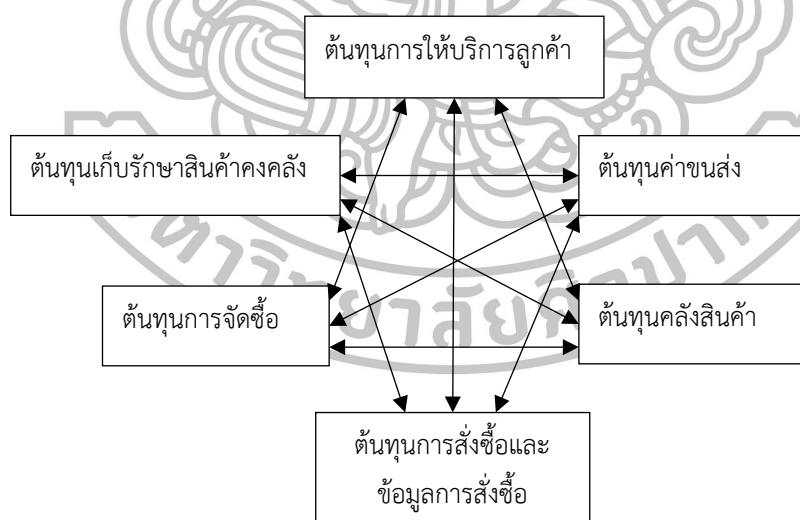 ต้นทุนการให้บริการลูกค้า
ต้นทุนเก็บรักษาสินค้าคงคลัง
ต้นทุนค่าขนส่ง
ต้นทุนการจัดซื้อ
ต้นทุนคลังสินค้า
ต้นทุนการสั่งซื้อและ
ข้อมูลการสั่งซื้อ